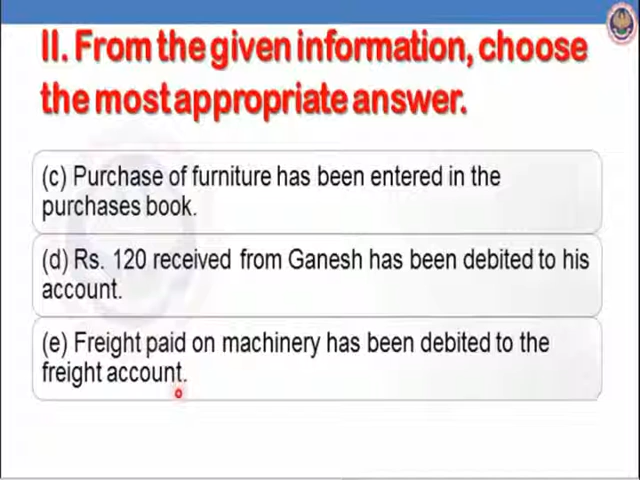 II. From the given information, choose
the most appropriate answer.
(c) Purchase of furniture has been entered in the
purchases book.
(d) Rs. 120 received from Ganesh has been debited to his
account.
(e) Freight paid on machinery has been debited to the
freight account.